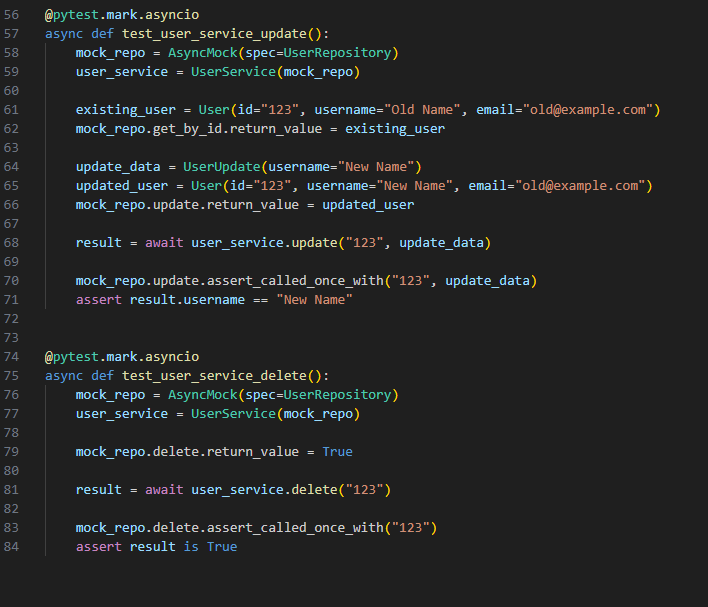 56 @pytest.mark.asyncio
57 async def test_user_service_update():
58     mock_repo = AsyncMock(spec=UserRepository)
59     user_service = UserService(mock_repo)
60
61     existing_user = User(id="123", username="Old Name", email="old@example.com")
62     mock_repo.get_by_id.return_value = existing_user
63
64     update_data = UserUpdate(username="New Name")
65     updated_user = User(id="123", username="New Name", email="old@example.com")
66     mock_repo.update.return_value = updated_user
67
68     result = await user_service.update("123", update_data)
69
70     mock_repo.update.assert_called_once_with("123", update_data)
71     assert result.username == "New Name"
72
73
74 @pytest.mark.asyncio
75 async def test_user_service_delete():
76     mock_repo = AsyncMock(spec=UserRepository)
77     user_service = UserService(mock_repo)
78
79     mock_repo.delete.return_value = True
80
81     result = await user_service.delete("123")
82
83     mock_repo.delete.assert_called_once_with("123")
84     assert result is True